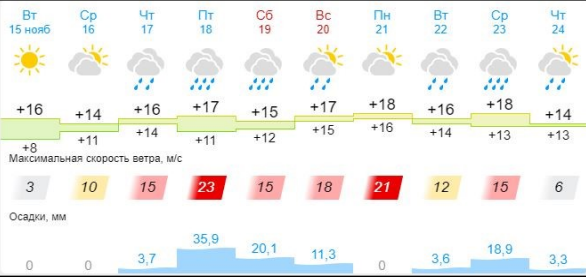 Вт Ср Чт Пт Сб Вс Пн Вт Ср Чт
15 нояб 16 17 18 19 20 21 22 23 24
+16 +14 +16 +17 +15 +17 +18 +16 +18 +14
+8 +11 +14 +11 +12 +15 +16 +14 +13 +13
Максимальная скорость ветра, м/с
3 10 15 23 15 18 21 12 15 6
Осадки, мм
0 0 3,7 35,9 20,1 11,3 0 3,6 18,9 3,3